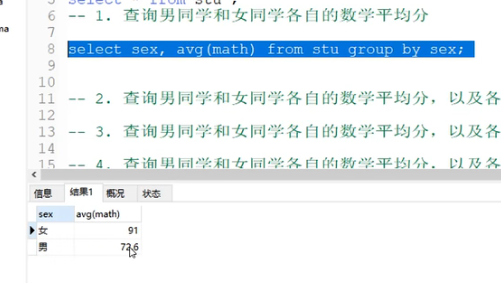 5 select * from stu ;
6 -- 1. 查询男同学和女同学各自的数学平均分
7
8 select sex, avg(math) from stu group by sex;
9
10
11 -- 2. 查询男同学和女同学各自的数学平均分，以及各
12
13 -- 3. 查询男同学和女同学各自的数学平均分，以及各
14
15 -- 4. 查询男同学和女同学各自的数学平均分，以及各
信息 结果1 概况 状态
sex avg(math)
女 91
男 72.6